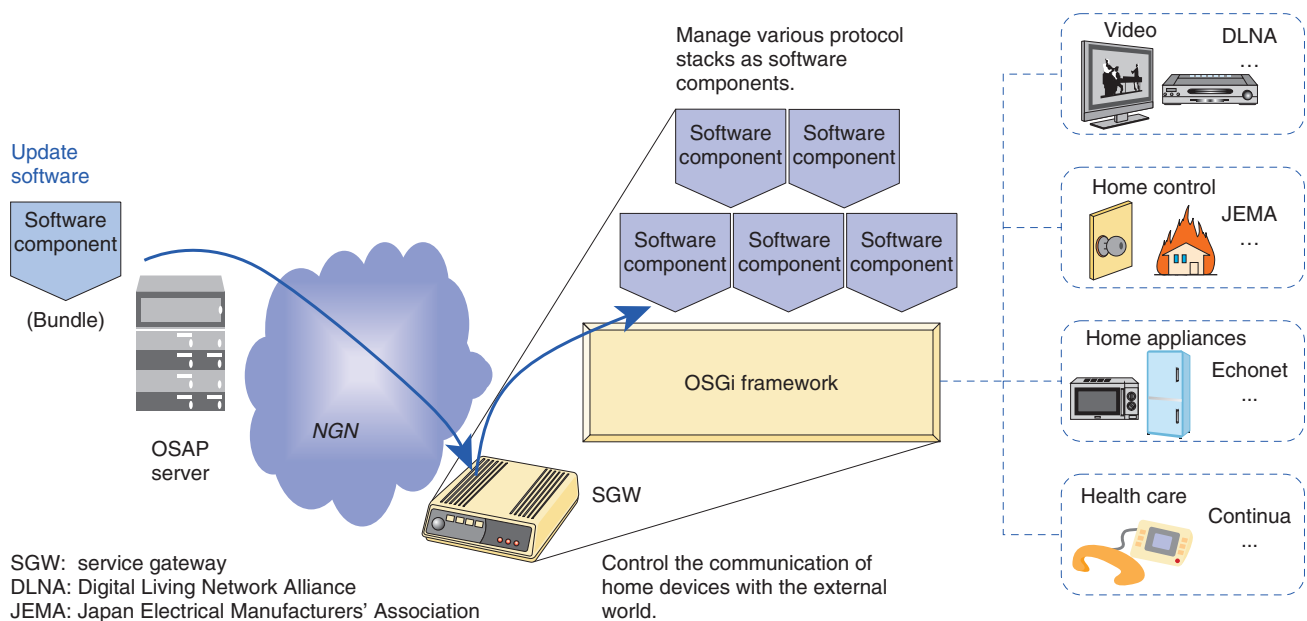 Update
software
Software
component
(Bundle)
OSAP
server
NGN
SGW
Manage various protocol
stacks as software
components.
Software
component
Software
component
Software
component
Software
component
Software
component
OSGi framework
Control the communication of
home devices with the external
world.
Video
DLNA
...
Home control
JEMA
...
Home appliances
Echonet
...
Health care
Continua
...
SGW: service gateway
DLNA: Digital Living Network Alliance
JEMA: Japan Electrical Manufacturers’ Association